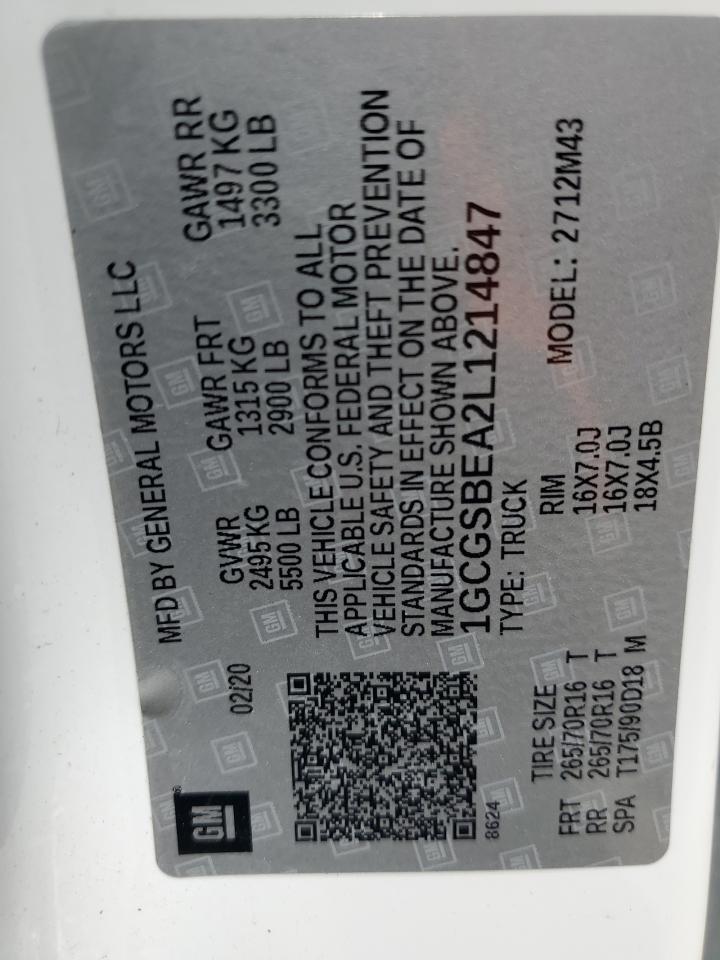 GM
MFD BY GENERAL MOTORS LLC
02/20
GVWR GAWR FRT GAWR RR
2495 KG 1315 KG 1497 KG
5500 LB 2900 LB 3300 LB
THIS VEHICLE CONFORMS TO ALL
APPLICABLE U.S. FEDERAL MOTOR
VEHICLE SAFETY AND THEFT PREVENTION
STANDARDS IN EFFECT ON THE DATE OF
MANUFACTURE SHOWN ABOVE.
1GCGSBEA2L1214847
8624
TYPE: TRUCK
TIRE SIZE RIM MODEL: 2712M43
FRT 265/70R16 T 16X7.0J
RR 265/70R16 T 16X7.0J
SPA T175/90D18 M 18X4.5B